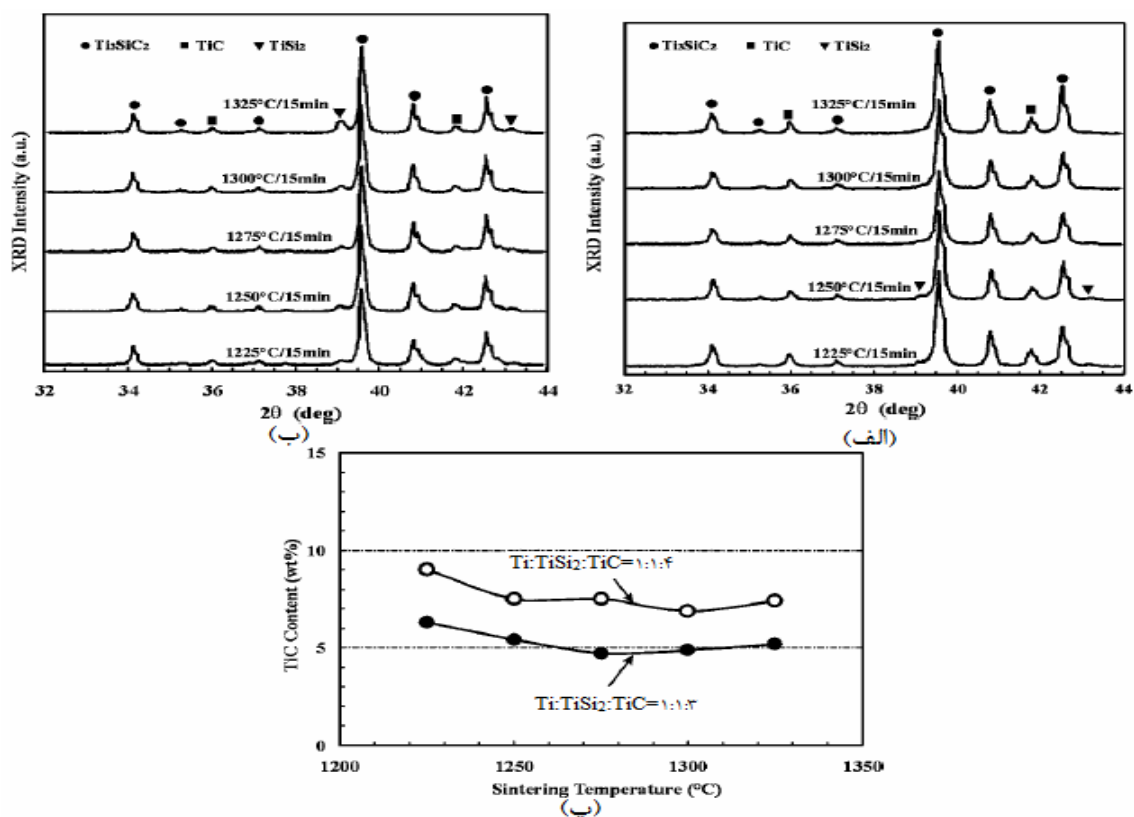 ● Ti₃SiC₂ ■ TiC ▼ TiSi₂
1325°C/15min
1300°C/15min
1275°C/15min
1250°C/15min
1225°C/15min
XRD Intensity (a.u.)
32 34 36 38 40 42 44
2θ (deg)
(ب)
● Ti₃SiC₂ ■ TiC ▼ TiSi₂
1325°C/15min
1300°C/15min
1275°C/15min
1250°C/15min
1225°C/15min
XRD Intensity (a.u.)
32 34 36 38 40 42 44
2θ (deg)
(الف)
15
10
5
0
TiC Content (wt%)
Ti:TiSi₂:TiC=۱:۱:۴
Ti:TiSi₂:TiC=۱:۱:۳
1200 1250 1300 1350
Sintering Temperature (°C)
(پ)